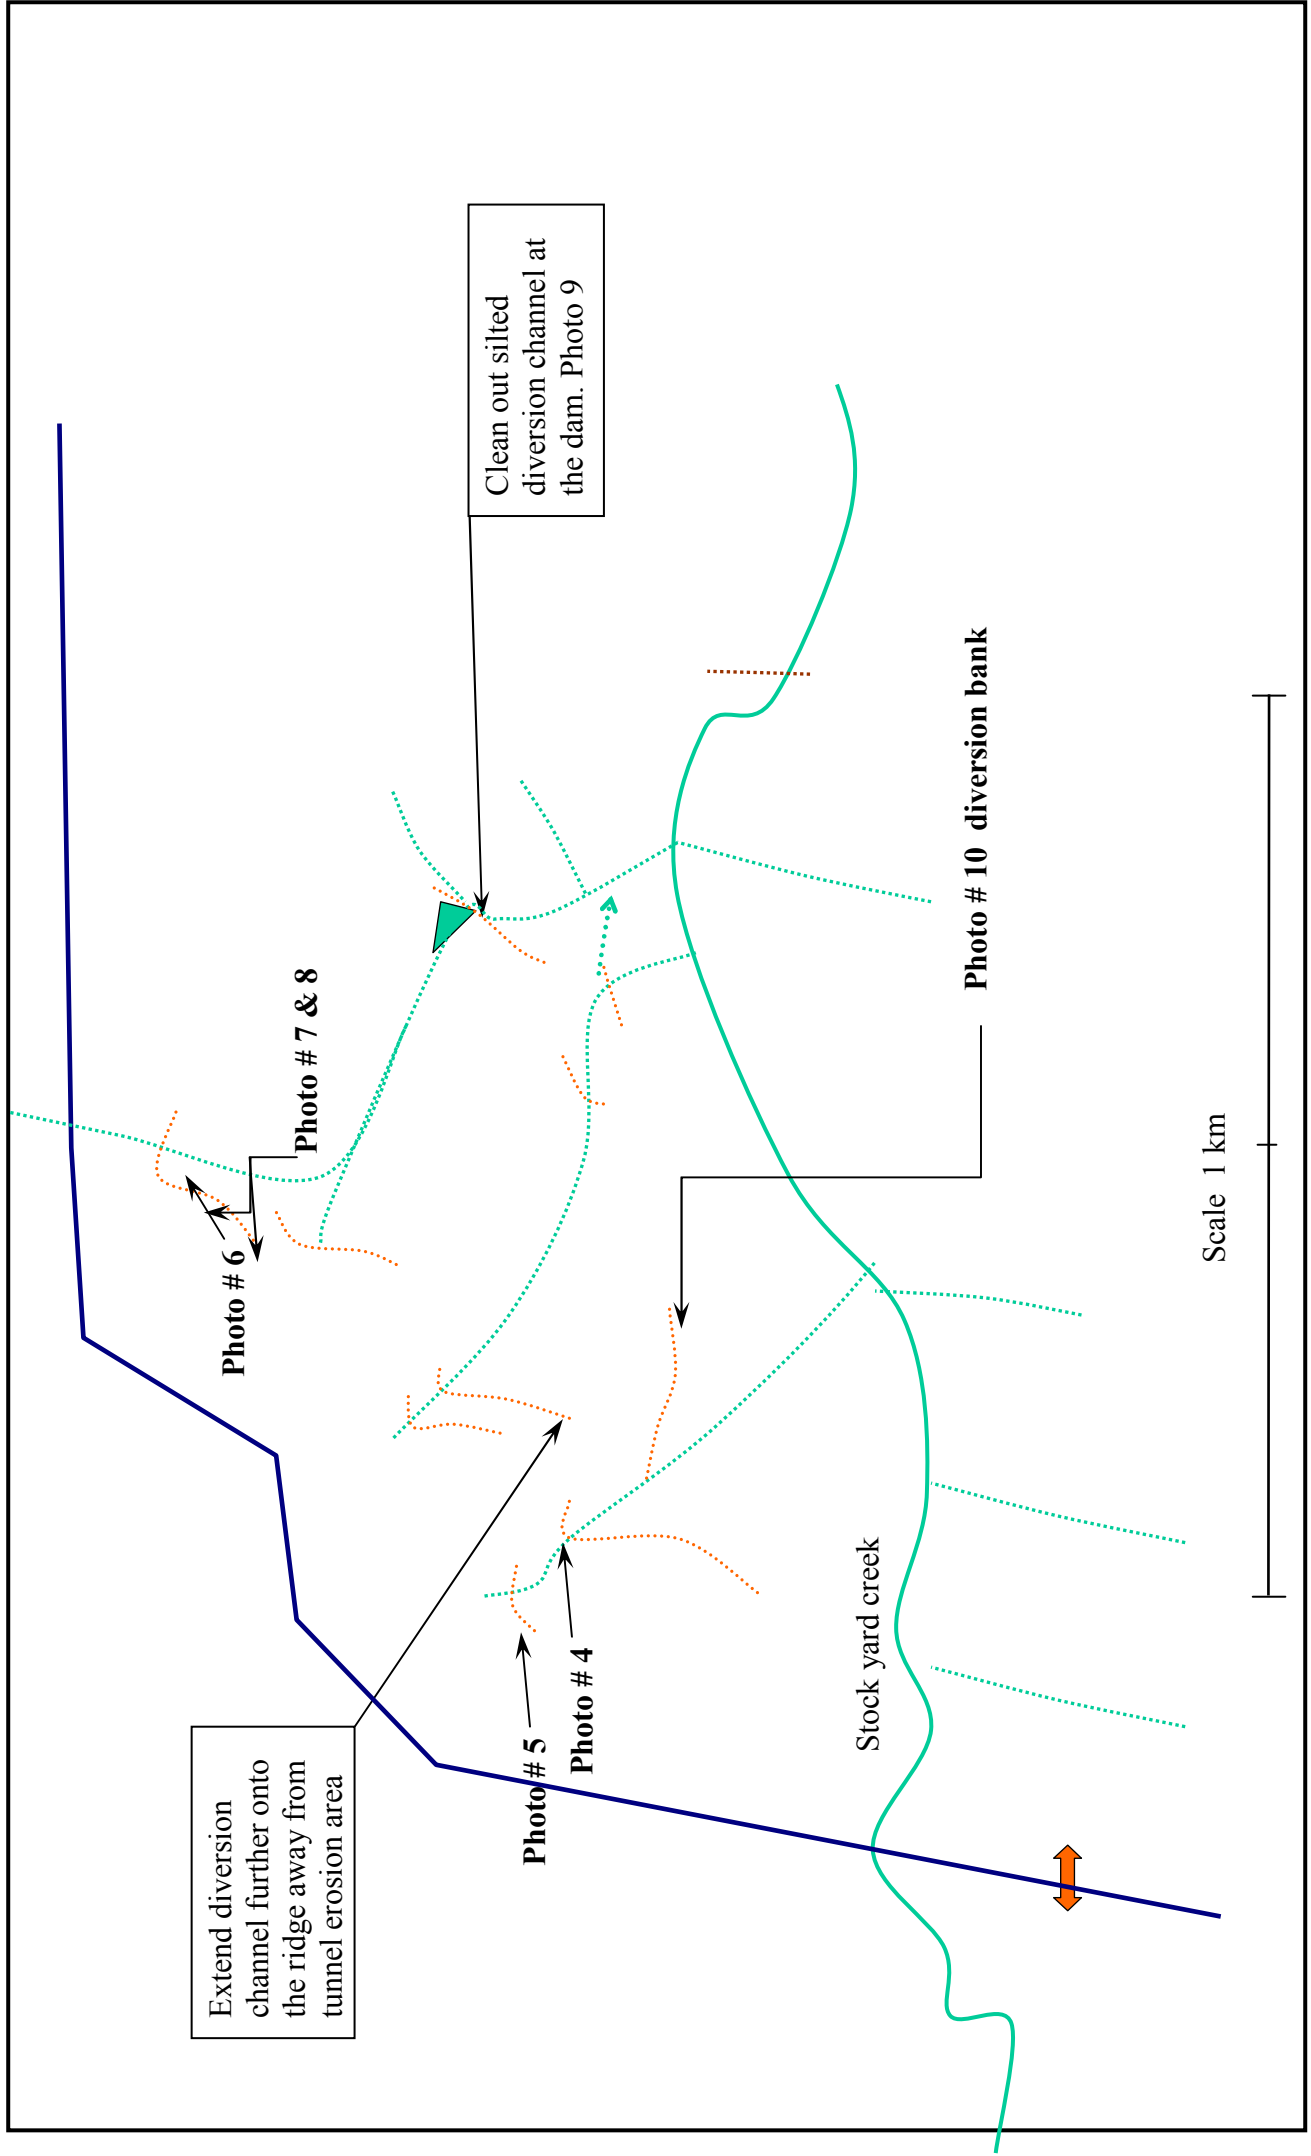 Extend diversion
channel further onto
the ridge away from
tunnel erosion area
Photo # 6
Photo # 7 & 8
Clean out silted
diversion channel at
the dam. Photo 9
Photo # 5
Photo # 4
Stock yard creek
Photo # 10 diversion bank
Scale 1 km